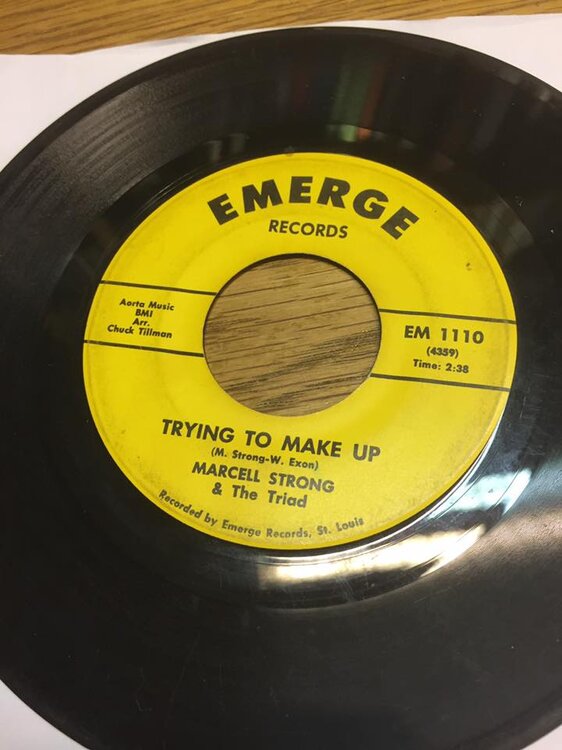 EMERGE
RECORDS
Aorta Music
BMI
Arr.
Chuck Tillman
EM 1110
(4359)
Time: 2:38
TRYING TO MAKE UP
(M. Strong-W. Exon)
MARCELL STRONG
& The Triad
Recorded by Emerge Records, St. Louis